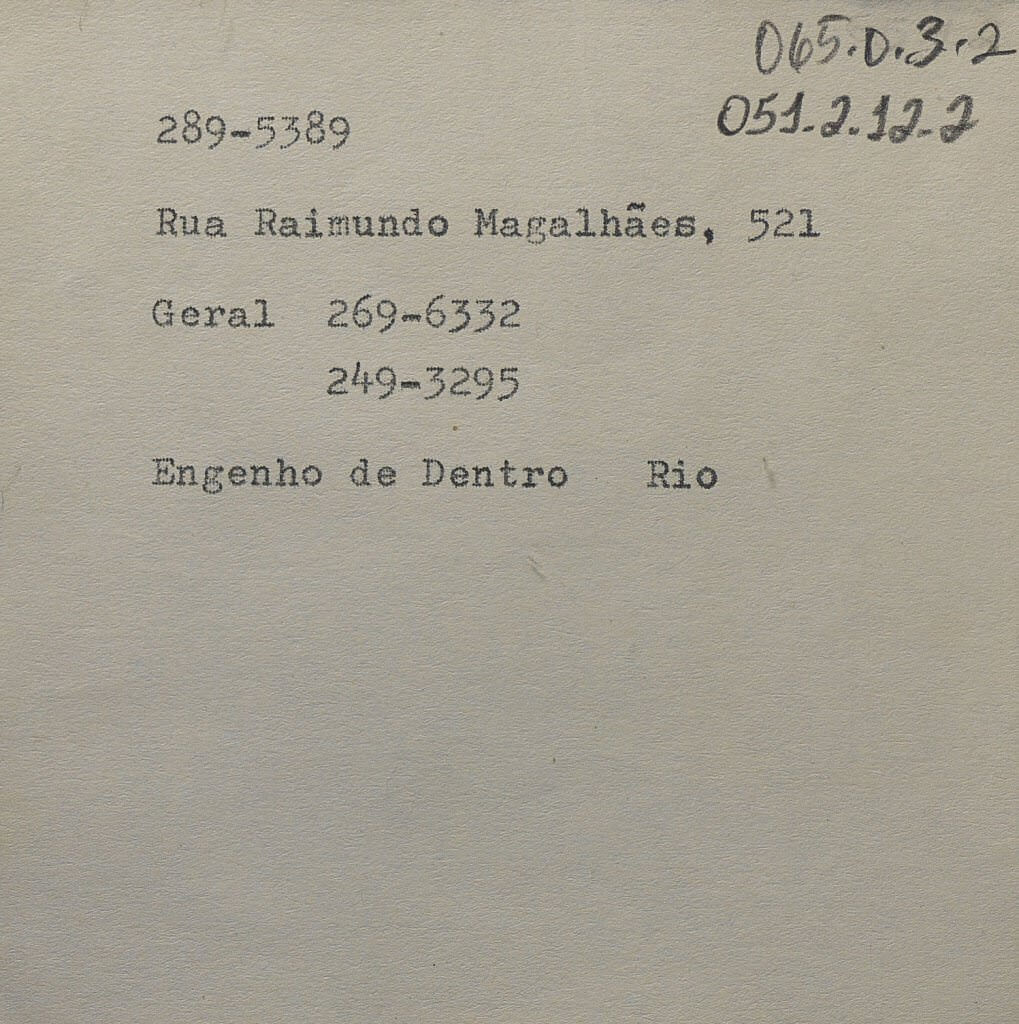 065.0.3.2
051.2.12.2
289-5389
Rua Raimundo Magalhães, 521
Geral 269-6332
249-3295
Engenho de Dentro Rio